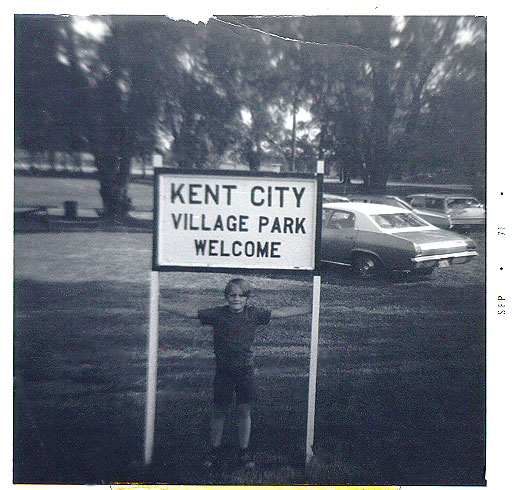 KENT CITY
VILLAGE PARK
WELCOME
SEP • 71 •